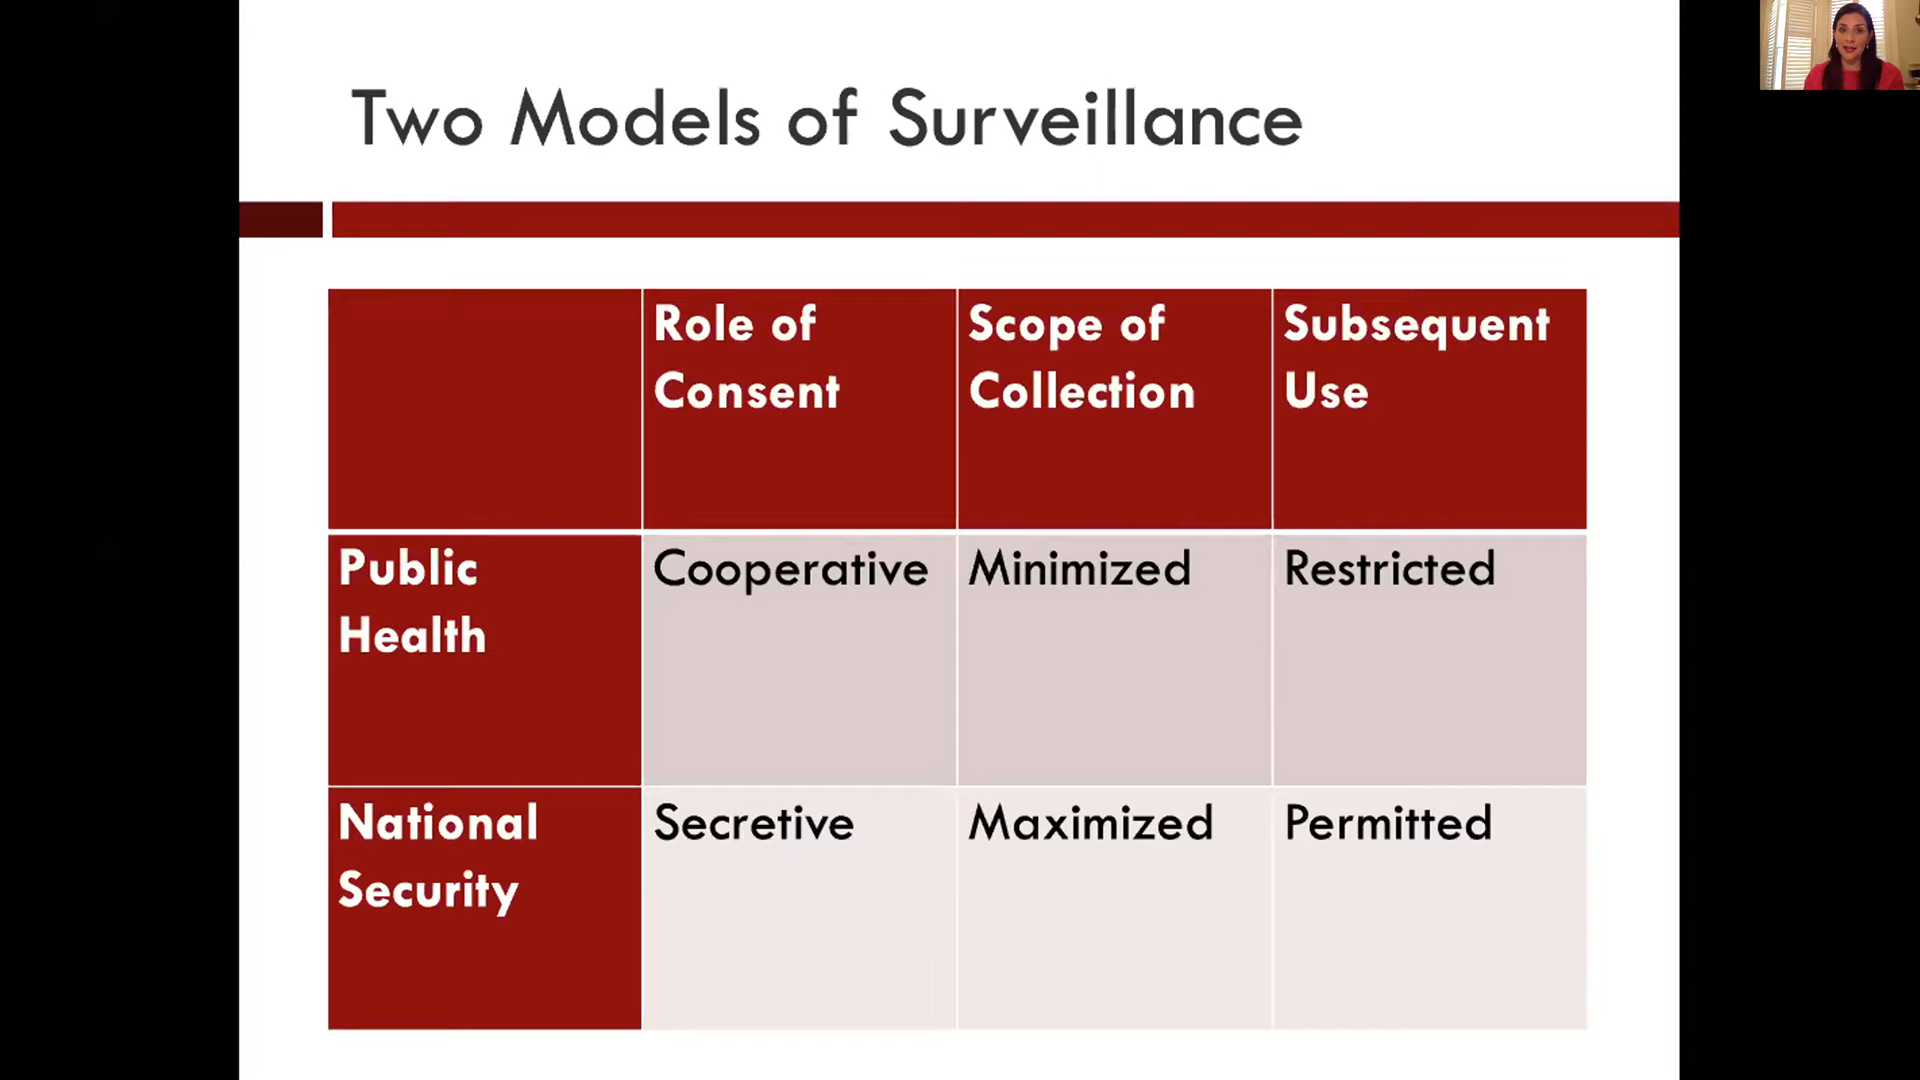 Two Models of Surveillance
Role of
Consent
Scope of
Collection
Subsequent
Use
Public
Health
Cooperative
Minimized
Restricted
National
Security
Secretive
Maximized
Permitted